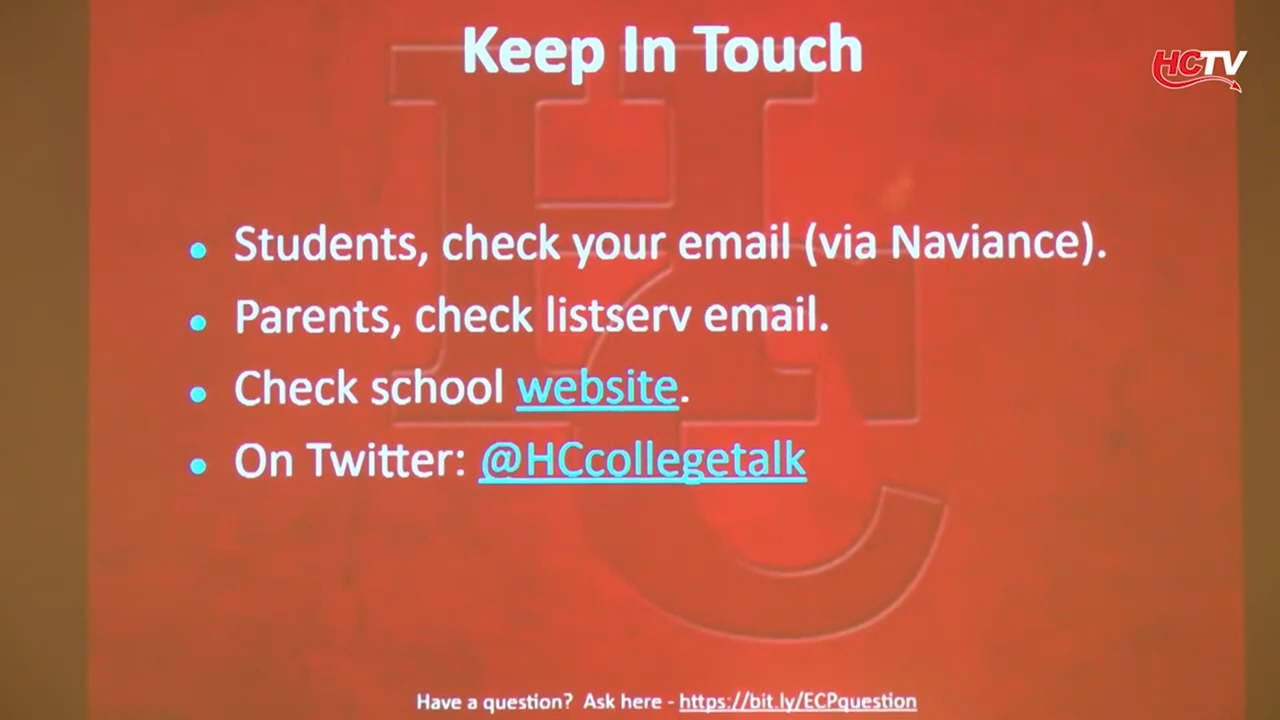 Keep In Touch
HCTV
HC
Students, check your email (via Naviance).
Parents, check listserv email.
Check school website.
On Twitter: @HCcollegetalk
Have a question? Ask here - https://bit.ly/ECPquestion